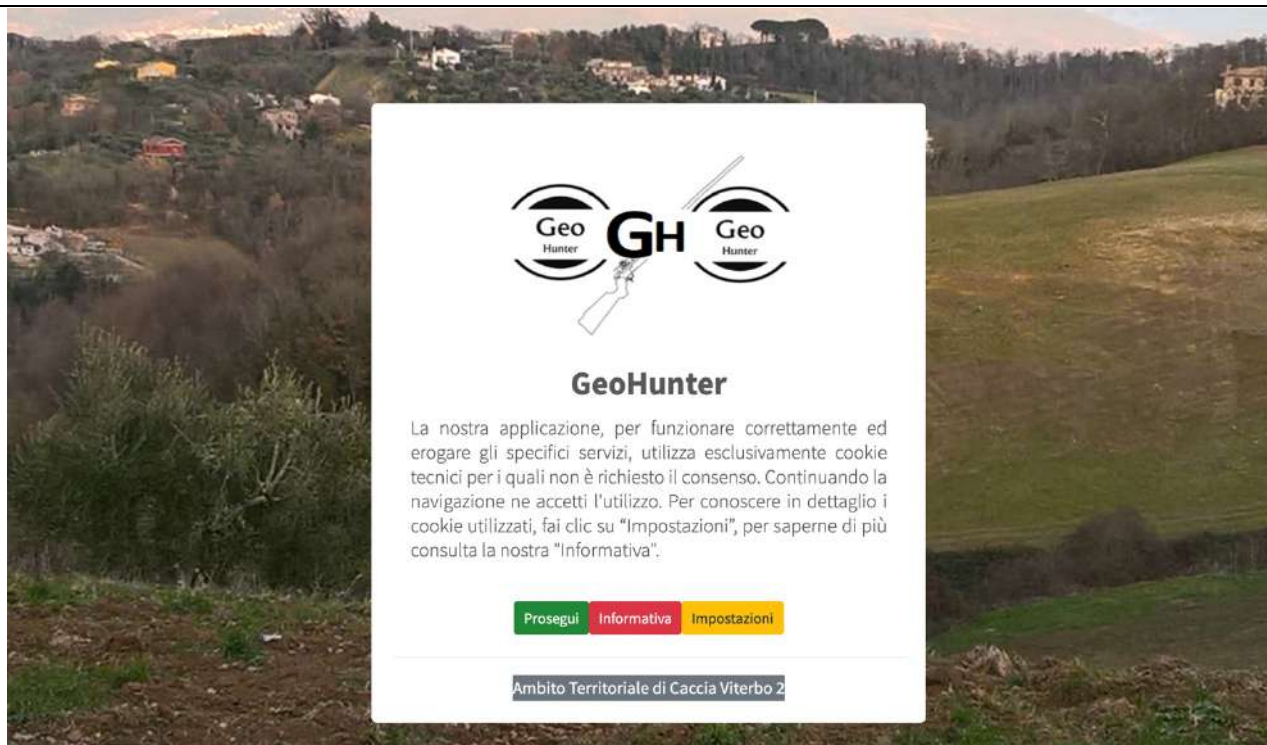 Geo
Hunter
GH
Geo
Hunter
GeoHunter
La nostra applicazione, per funzionare correttamente ed
erogare gli specifici servizi, utilizza esclusivamente cookie
tecnici per i quali non è richiesto il consenso. Continuando la
navigazione ne accetti l'utilizzo. Per conoscere in dettaglio i
cookie utilizzati, fai clic su “Impostazioni”, per saperne di più
consulta la nostra "Informativa".
Prosegui Informativa Impostazioni
Ambito Territoriale di Caccia Viterbo 2